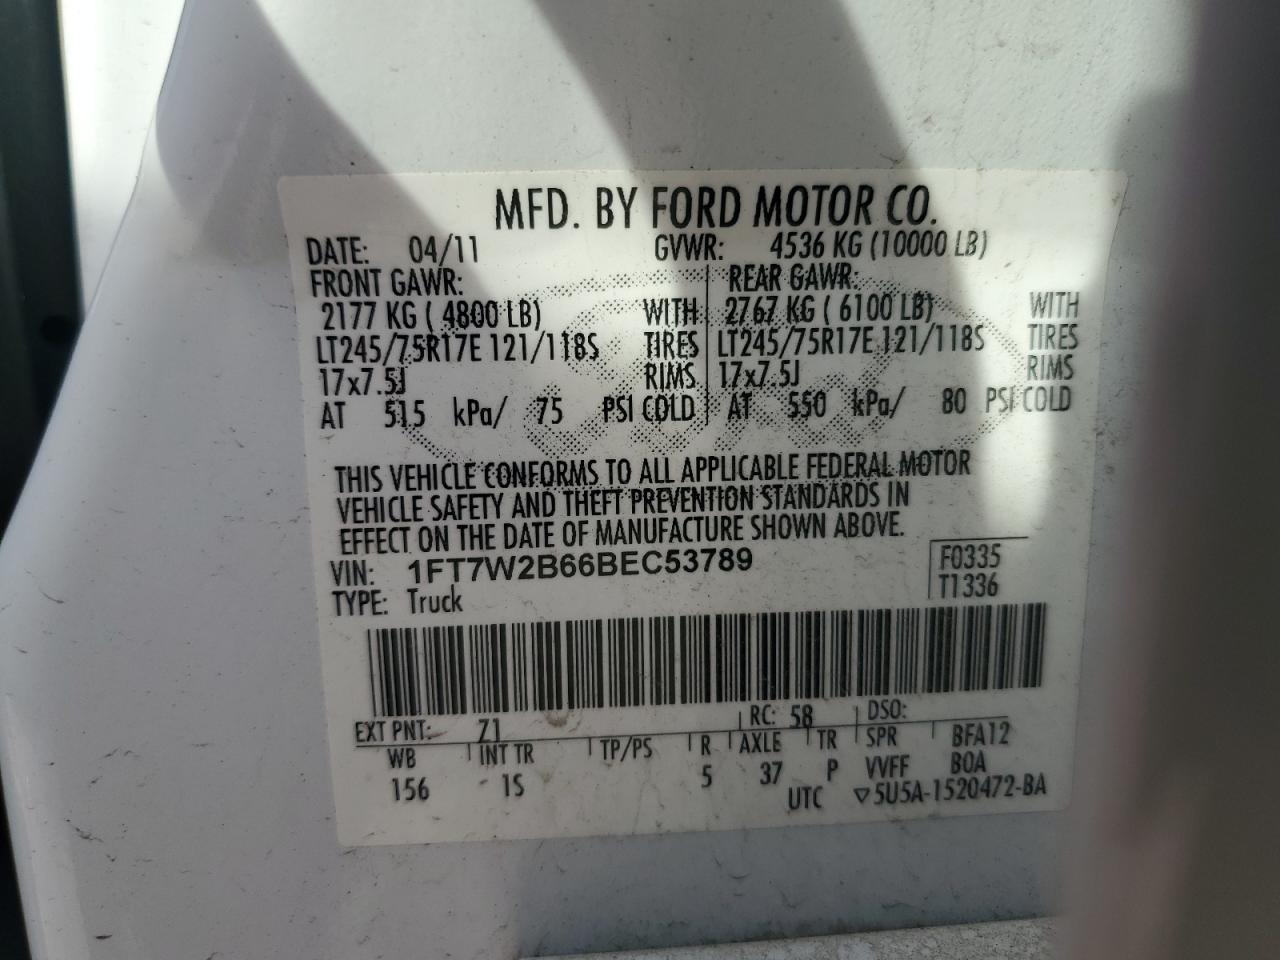 MFD. BY FORD MOTOR CO.
DATE: 04/11 GVWR: 4536 KG (10000 LB)
FRONT GAWR: REAR GAWR:
2177 KG ( 4800 LB) WITH 2767 KG ( 6100 LB) WITH
LT245/75R17E 121/118S TIRES LT245/75R17E 121/118S TIRES
17x7.5J RIMS 17x7.5J RIMS
AT 515 kPa/ 75 PSI COLD AT 550 kPa/ 80 PSI COLD
THIS VEHICLE CONFORMS TO ALL APPLICABLE FEDERAL MOTOR
VEHICLE SAFETY AND THEFT PREVENTION STANDARDS IN
EFFECT ON THE DATE OF MANUFACTURE SHOWN ABOVE.
VIN: 1FT7W2B66BEC53789 F0335
TYPE: Truck T1336
EXT PNT: Z1 RC: 58 DSO:
WB INT TR TP/PS R AXLE TR SPR BFA12
156 1S 5 37 P VVFF BOA
UTC ▽5U5A-1520472-BA